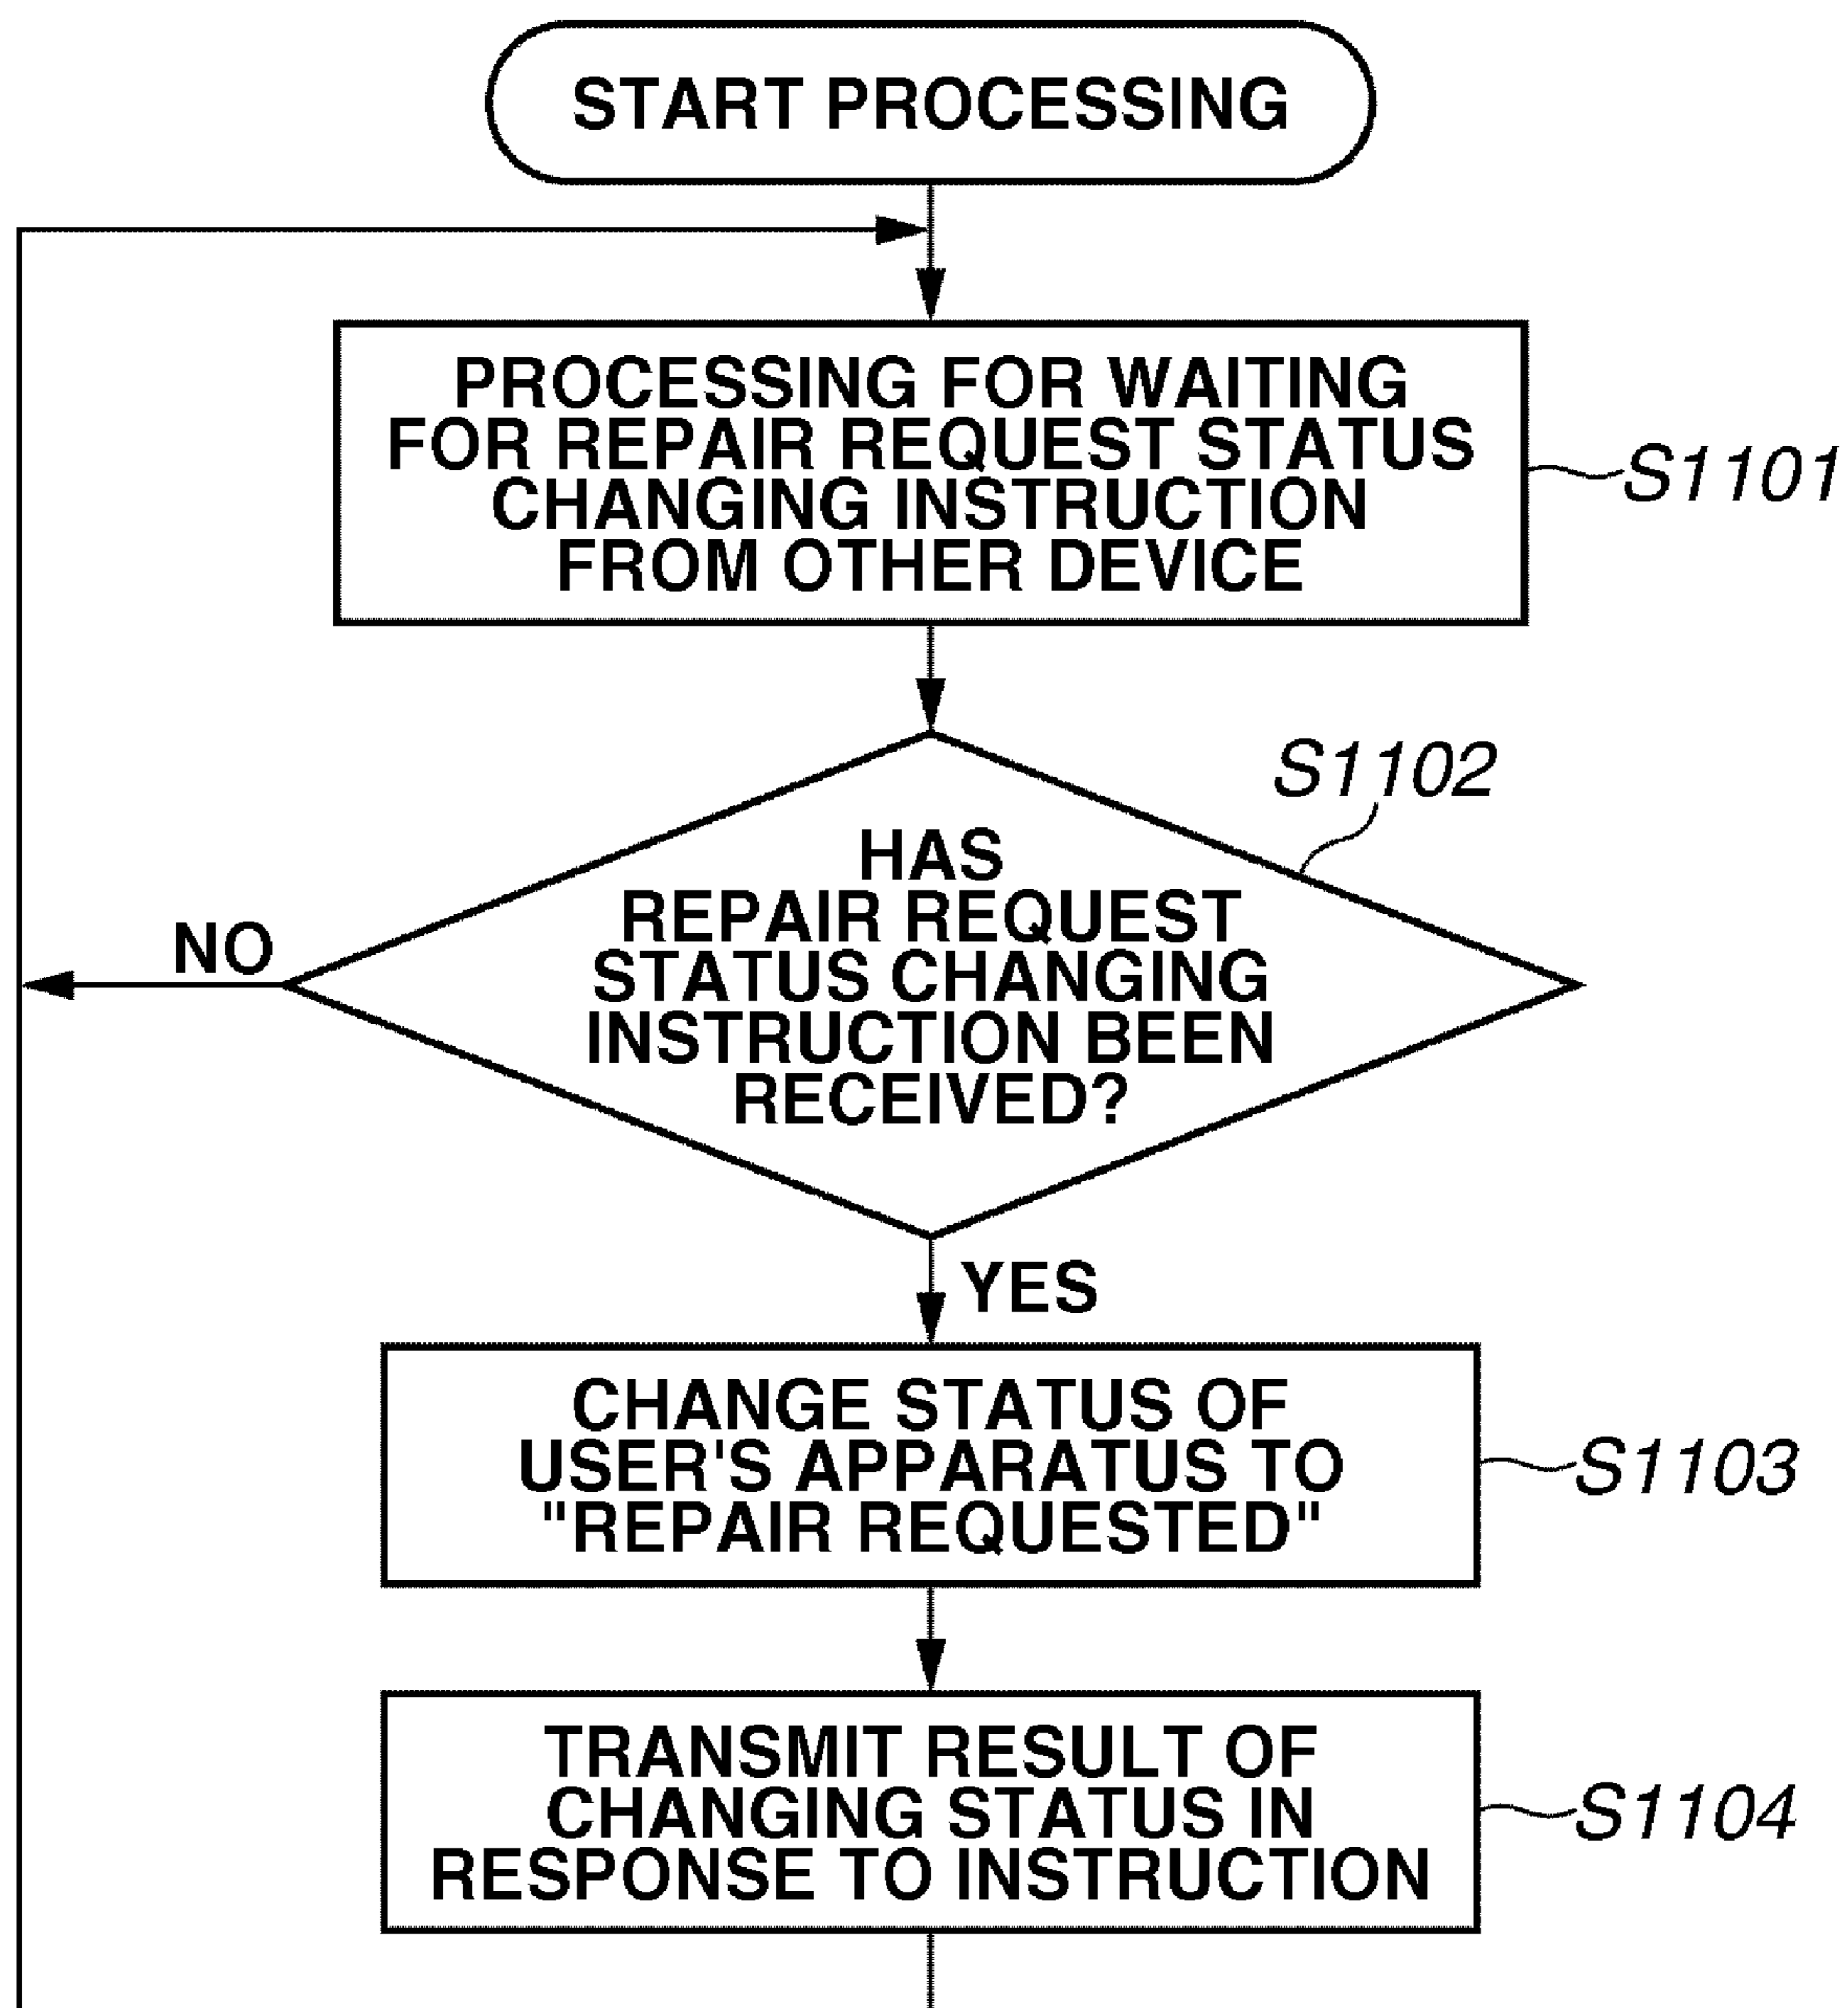 START PROCESSING
PROCESSING FOR WAITING
FOR REPAIR REQUEST STATUS
CHANGING INSTRUCTION
FROM OTHER DEVICE
S1101
S1102
HAS
REPAIR REQUEST
STATUS CHANGING
INSTRUCTION BEEN
RECEIVED?
NO
YES
CHANGE STATUS OF
USER'S APPARATUS TO
"REPAIR REQUESTED"
S1103
TRANSMIT RESULT OF
CHANGING STATUS IN
RESPONSE TO INSTRUCTION
S1104